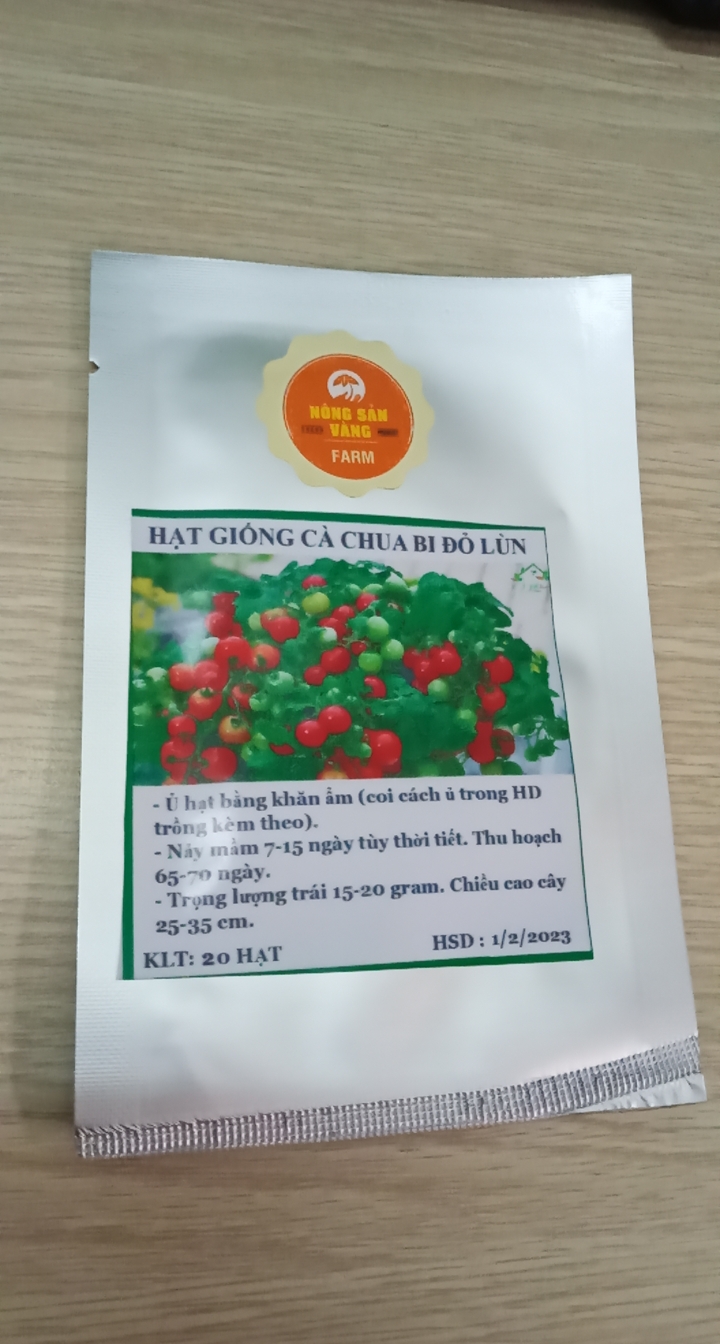 NÔNG SẢN
VÀNG
FARM
HẠT GIỐNG CÀ CHUA BI ĐỎ LÙN
- Ủ hạt bằng khăn ẩm (coi cách ủ trong HD
trồng kèm theo).
- Nảy mầm 7-15 ngày tùy thời tiết. Thu hoạch
65-70 ngày.
- Trọng lượng trái 15-20 gram. Chiều cao cây
25-35 cm.
KLT: 20 HẠT
HSD : 1/2/2023